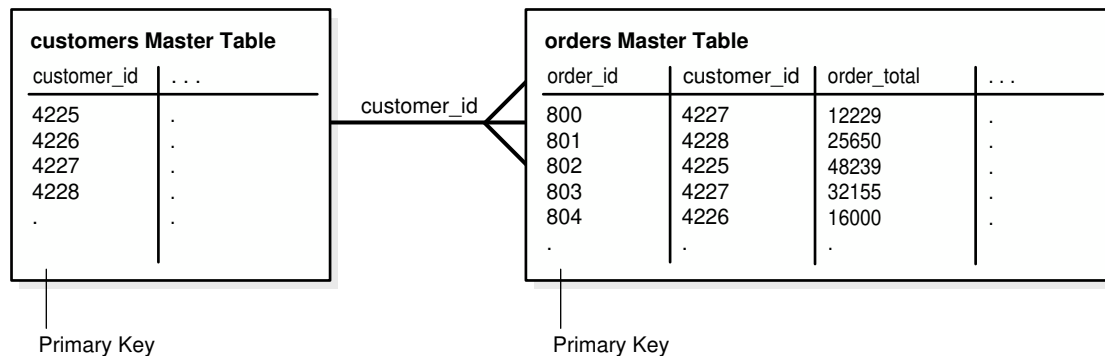 customers Master Table
customer_id . . .
4225 .
4226 .
4227 .
4228 .
. .
Primary Key
customer_id
orders Master Table
order_id customer_id order_total . . .
800 4227 12229 .
801 4228 25650 .
802 4225 48239 .
803 4227 32155 .
804 4226 16000 .
. . .
Primary Key